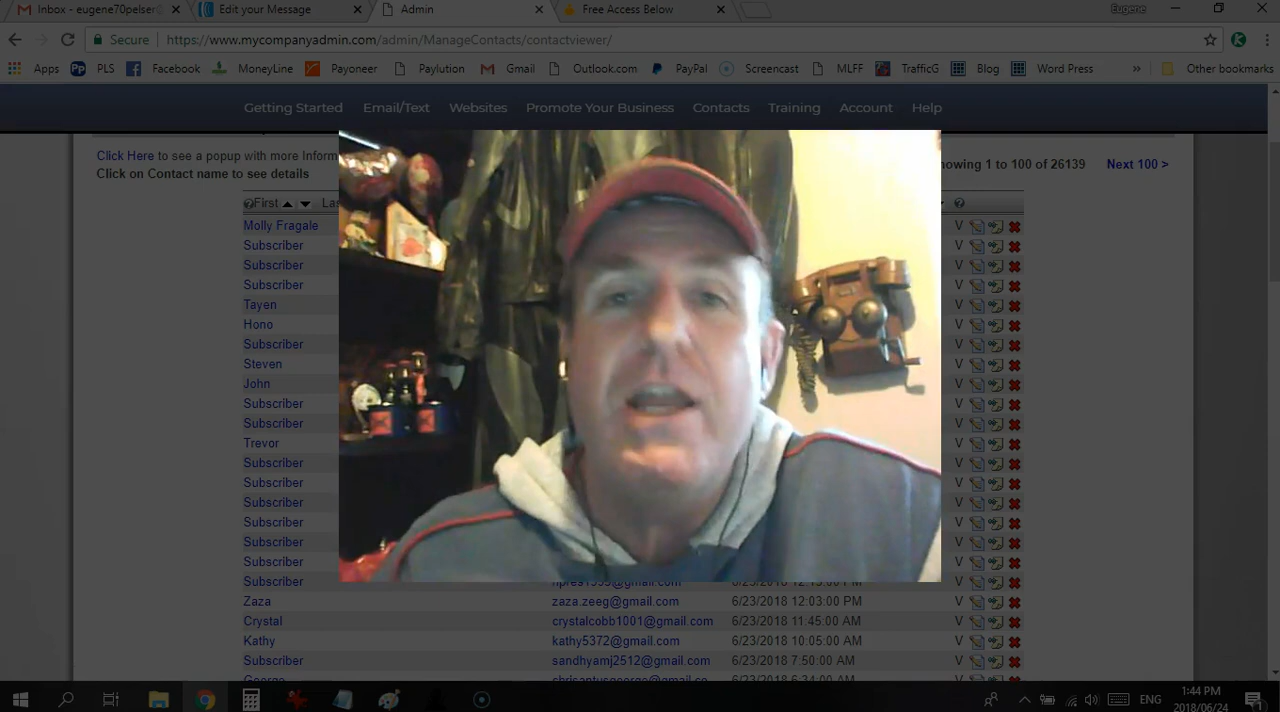 Inbox - eugene70pelser@
Edit your Message
Admin
Free Access Below
Eugene
Secure
https://www.mycompanyadmin.com/admin/ManageContacts/contactviewer/
Apps
PLS
Facebook
MoneyLine
Payoneer
Paylution
Gmail
Outlook.com
PayPal
Screencast
MLFF
TrafficG
Blog
Word Press
»
Other bookmarks
Getting Started
Email/Text
Websites
Promote Your Business
Contacts
Training
Account
Help
Click Here to see a popup with more Inform
howing 1 to 100 of 26139
Next 100 >
Click on Contact name to see details
First
Las
Molly Fragale V
Subscriber V
Subscriber V
Subscriber V
Tayen V
Hono V
Subscriber V
Steven V
John V
Subscriber V
Subscriber V
Trevor V
Subscriber V
Subscriber V
Subscriber V
Subscriber V
Subscriber V
Subscriber V
Subscriber V
Zaza zaza.zeeg@gmail.com 6/23/2018 12:03:00 PM V
Crystal crystalcobb1001@gmail.com 6/23/2018 11:45:00 AM V
Kathy kathy5372@gmail.com 6/23/2018 10:05:00 AM V
Subscriber sandhyamj2512@gmail.com 6/23/2018 7:50:00 AM V
ENG
1:44 PM
2018/06/24